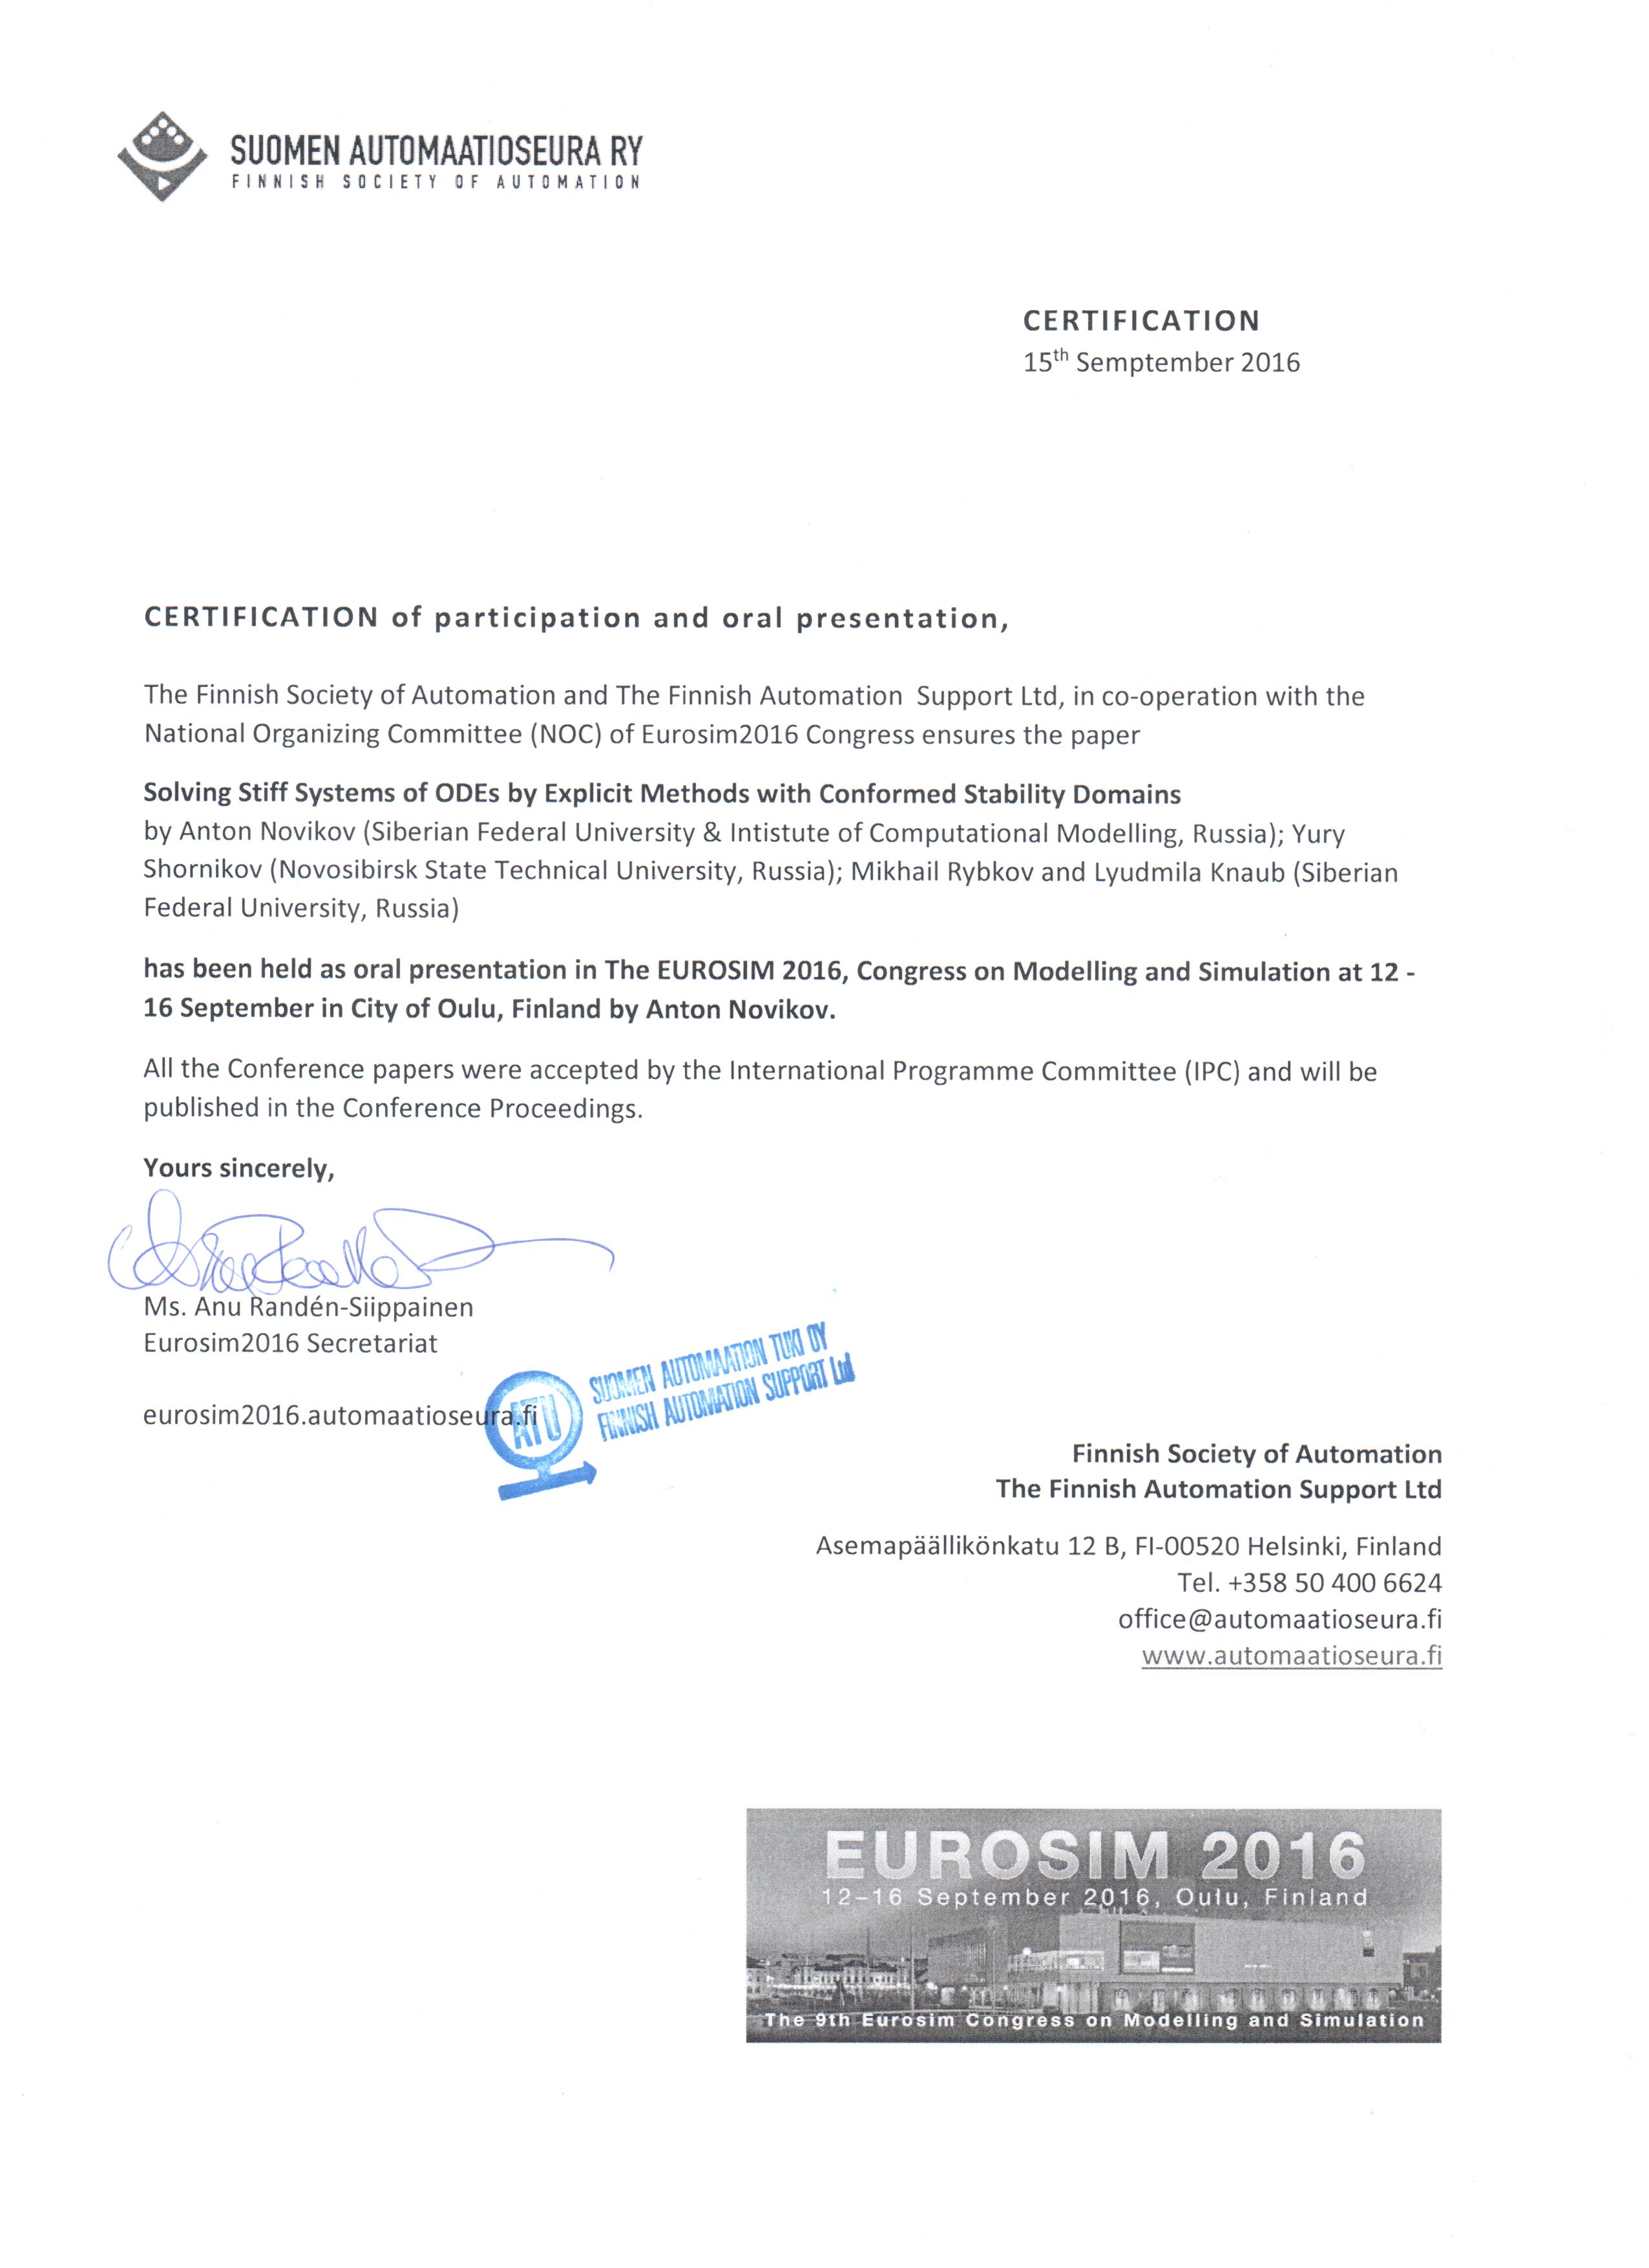 SUOMEN AUTOMAATIOSEURA RY
FINNISH SOCIETY OF AUTOMATION
CERTIFICATION
15th Semptember 2016
CERTIFICATION of participation and oral presentation,
The Finnish Society of Automation and The Finnish Automation Support Ltd, in co-operation with the
National Organizing Committee (NOC) of Eurosim2016 Congress ensures the paper
Solving Stiff Systems of ODEs by Explicit Methods with Conformed Stability Domains
by Anton Novikov (Siberian Federal University & Intistute of Computational Modelling, Russia); Yury
Shornikov (Novosibirsk State Technical University, Russia); Mikhail Rybkov and Lyudmila Knaub (Siberian
Federal University, Russia)
has been held as oral presentation in The EUROSIM 2016, Congress on Modelling and Simulation at 12 -
16 September in City of Oulu, Finland by Anton Novikov.
All the Conference papers were accepted by the International Programme Committee (IPC) and will be
published in the Conference Proceedings.
Yours sincerely,
Ms. Anu Randén-Siippainen
Eurosim2016 Secretariat
eurosim2016.automaatioseura.fi
ATU
SUOMEN AUTOMAATION TUKI OY
FINNISH AUTOMATION SUPPORT Ltd
Finnish Society of Automation
The Finnish Automation Support Ltd
Asemapäällikönkatu 12 B, FI-00520 Helsinki, Finland
Tel. +358 50 400 6624
office@automaatioseura.fi
www.automaatioseura.fi
EUROSIM 2016
12–16 September 2016, Oulu, Finland
The 9th Eurosim Congress on Modelling and Simulation